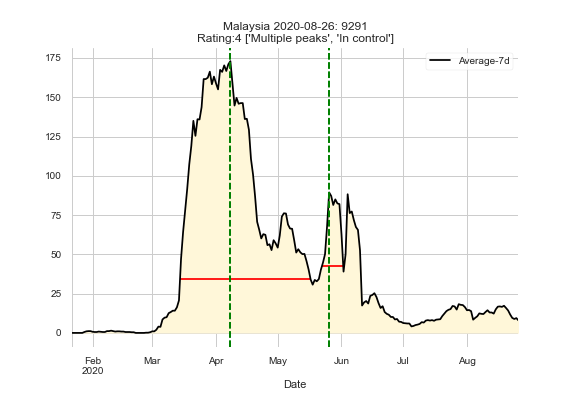 Malaysia 2020-08-26: 9291
Rating:4 ['Multiple peaks', 'In control']
Average-7d
175
150
125
100
75
50
25
0
Feb
2020
Mar
Apr
May
Jun
Jul
Aug
Date